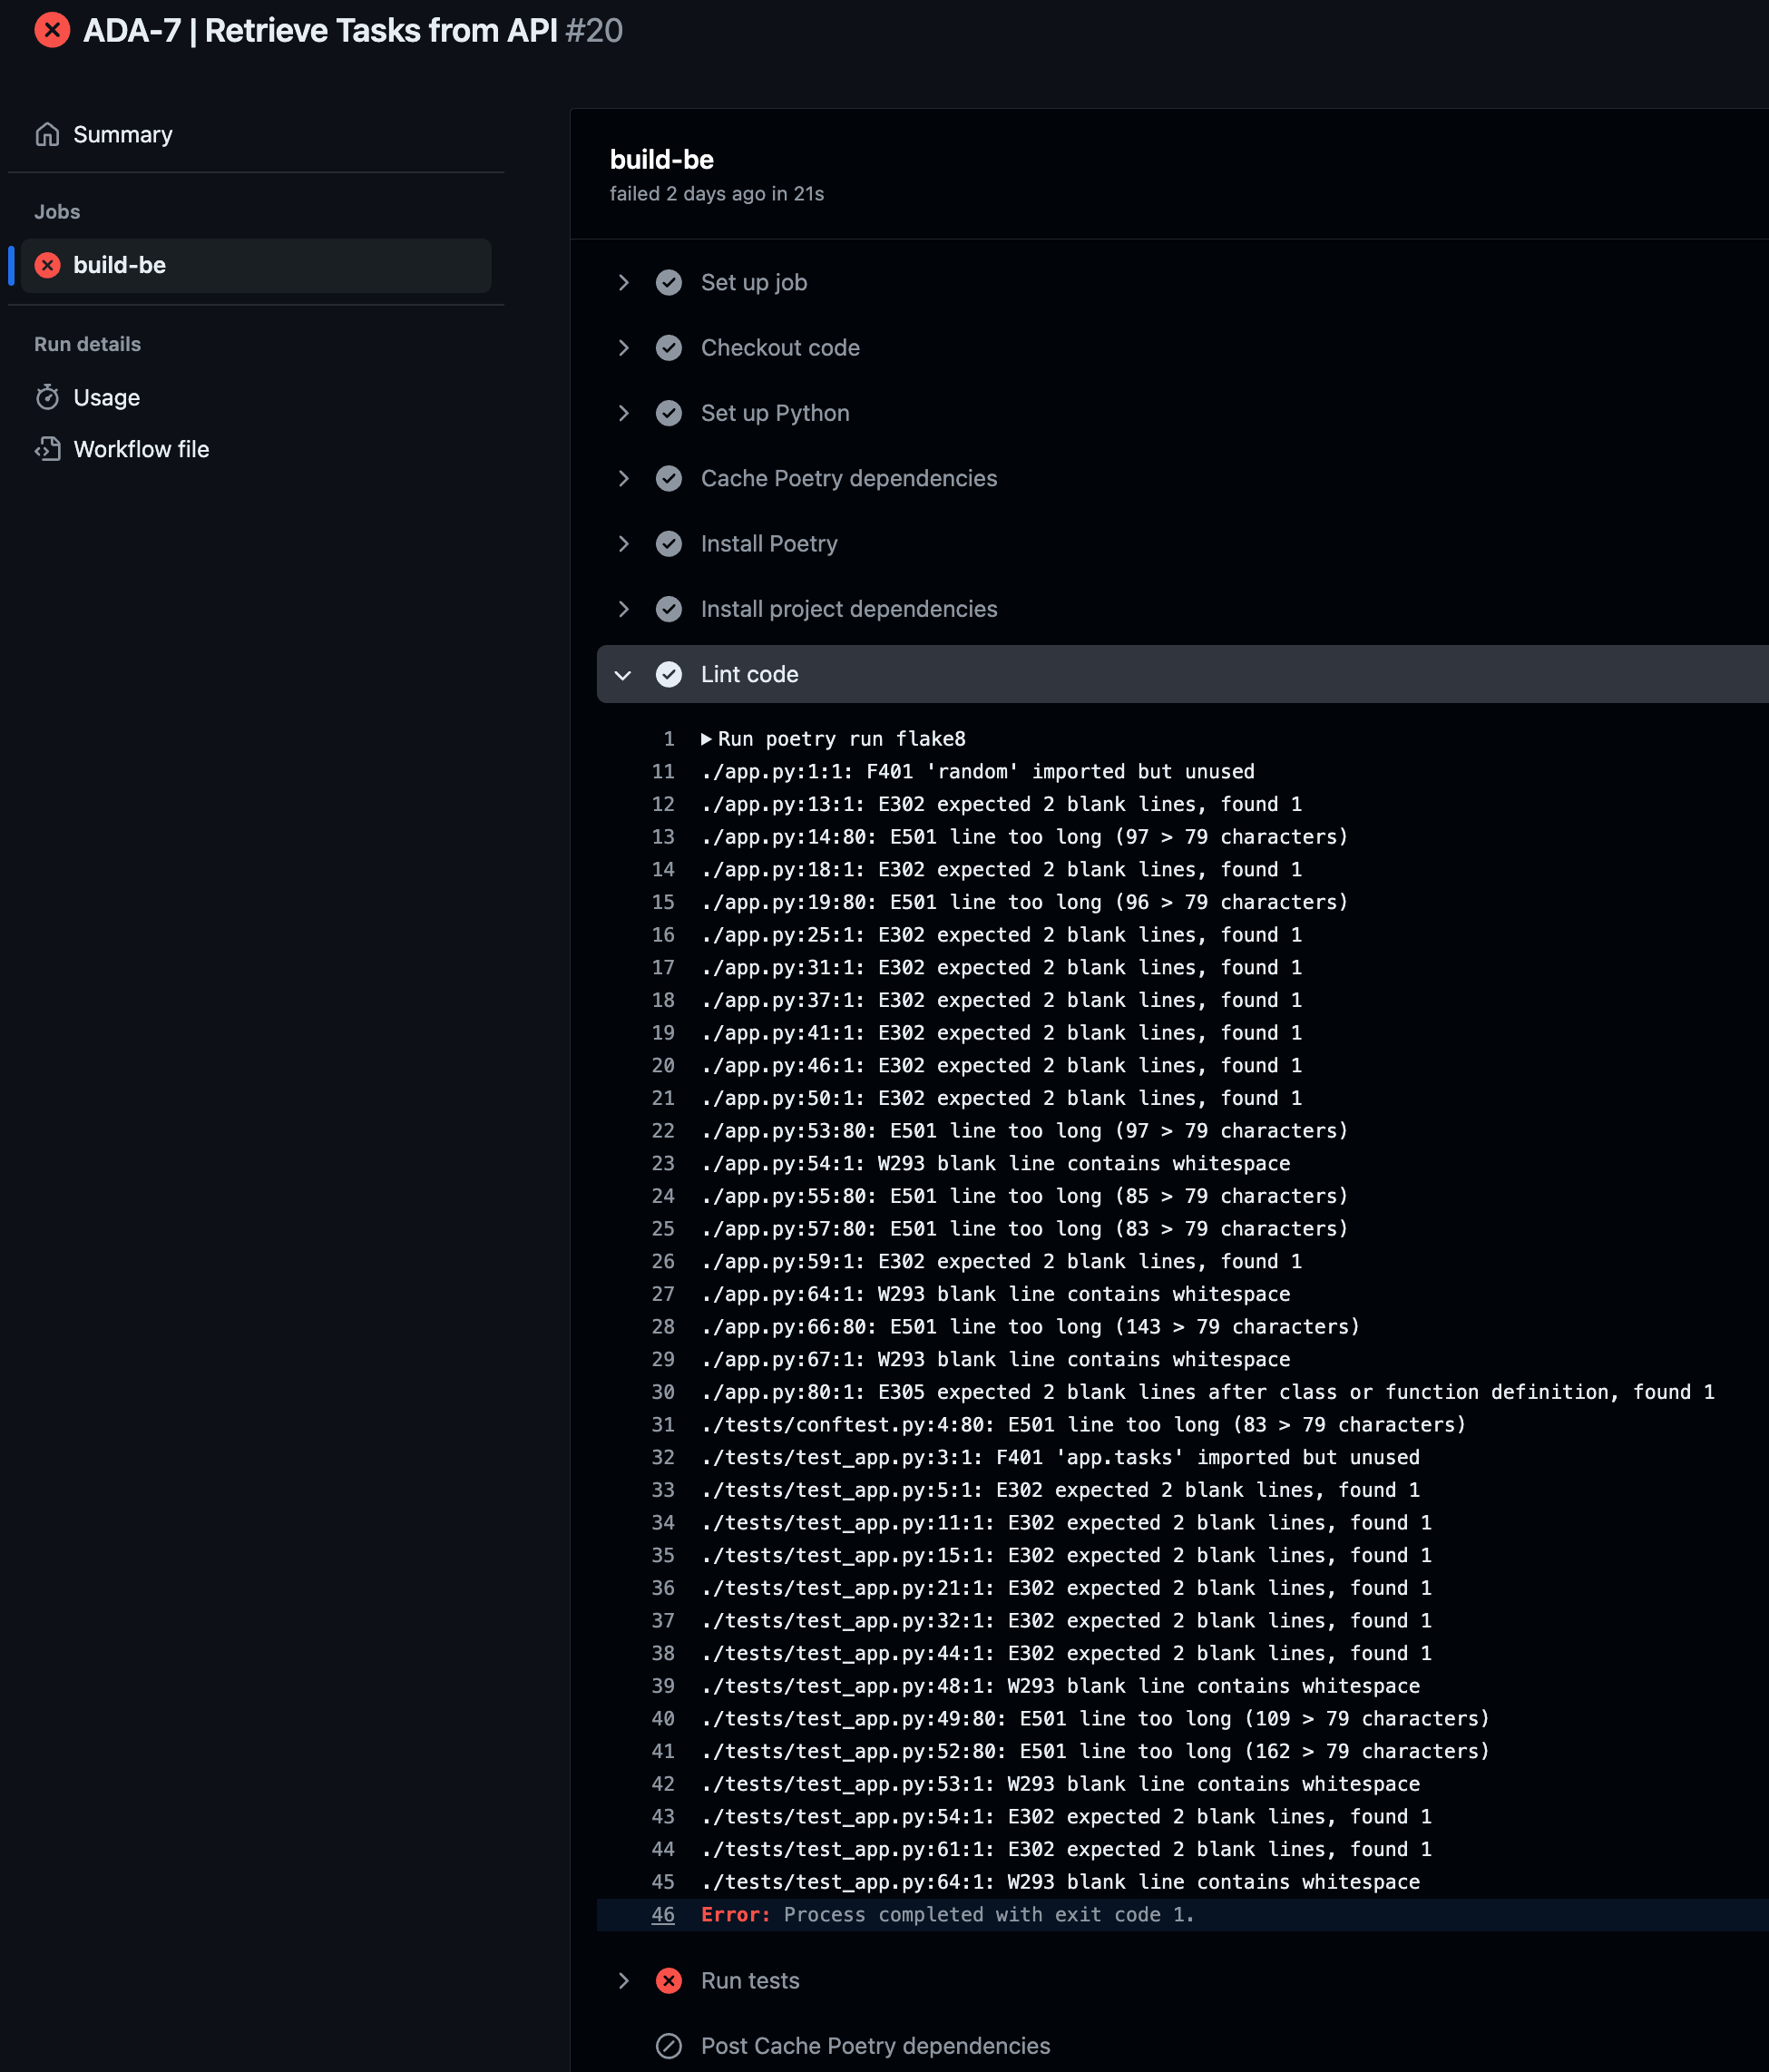 ADA-7 | Retrieve Tasks from API #20
Summary
Jobs
build-be
Run details
Usage
Workflow file
build-be
failed 2 days ago in 21s
Set up job
Checkout code
Set up Python
Cache Poetry dependencies
Install Poetry
Install project dependencies
Lint code
1 Run poetry run flake8
11 ./app.py:1:1: F401 'random' imported but unused
12 ./app.py:13:1: E302 expected 2 blank lines, found 1
13 ./app.py:14:80: E501 line too long (97 > 79 characters)
14 ./app.py:18:1: E302 expected 2 blank lines, found 1
15 ./app.py:19:80: E501 line too long (96 > 79 characters)
16 ./app.py:25:1: E302 expected 2 blank lines, found 1
17 ./app.py:31:1: E302 expected 2 blank lines, found 1
18 ./app.py:37:1: E302 expected 2 blank lines, found 1
19 ./app.py:41:1: E302 expected 2 blank lines, found 1
20 ./app.py:46:1: E302 expected 2 blank lines, found 1
21 ./app.py:50:1: E302 expected 2 blank lines, found 1
22 ./app.py:53:80: E501 line too long (97 > 79 characters)
23 ./app.py:54:1: W293 blank line contains whitespace
24 ./app.py:55:80: E501 line too long (85 > 79 characters)
25 ./app.py:57:80: E501 line too long (83 > 79 characters)
26 ./app.py:59:1: E302 expected 2 blank lines, found 1
27 ./app.py:64:1: W293 blank line contains whitespace
28 ./app.py:66:80: E501 line too long (143 > 79 characters)
29 ./app.py:67:1: W293 blank line contains whitespace
30 ./app.py:80:1: E305 expected 2 blank lines after class or function definition, found 1
31 ./tests/conftest.py:4:80: E501 line too long (83 > 79 characters)
32 ./tests/test_app.py:3:1: F401 'app.tasks' imported but unused
33 ./tests/test_app.py:5:1: E302 expected 2 blank lines, found 1
34 ./tests/test_app.py:11:1: E302 expected 2 blank lines, found 1
35 ./tests/test_app.py:15:1: E302 expected 2 blank lines, found 1
36 ./tests/test_app.py:21:1: E302 expected 2 blank lines, found 1
37 ./tests/test_app.py:32:1: E302 expected 2 blank lines, found 1
38 ./tests/test_app.py:44:1: E302 expected 2 blank lines, found 1
39 ./tests/test_app.py:48:1: W293 blank line contains whitespace
40 ./tests/test_app.py:49:80: E501 line too long (109 > 79 characters)
41 ./tests/test_app.py:52:80: E501 line too long (162 > 79 characters)
42 ./tests/test_app.py:53:1: W293 blank line contains whitespace
43 ./tests/test_app.py:54:1: E302 expected 2 blank lines, found 1
44 ./tests/test_app.py:61:1: E302 expected 2 blank lines, found 1
45 ./tests/test_app.py:64:1: W293 blank line contains whitespace
46 Error: Process completed with exit code 1.
Run tests
Post Cache Poetry dependencies